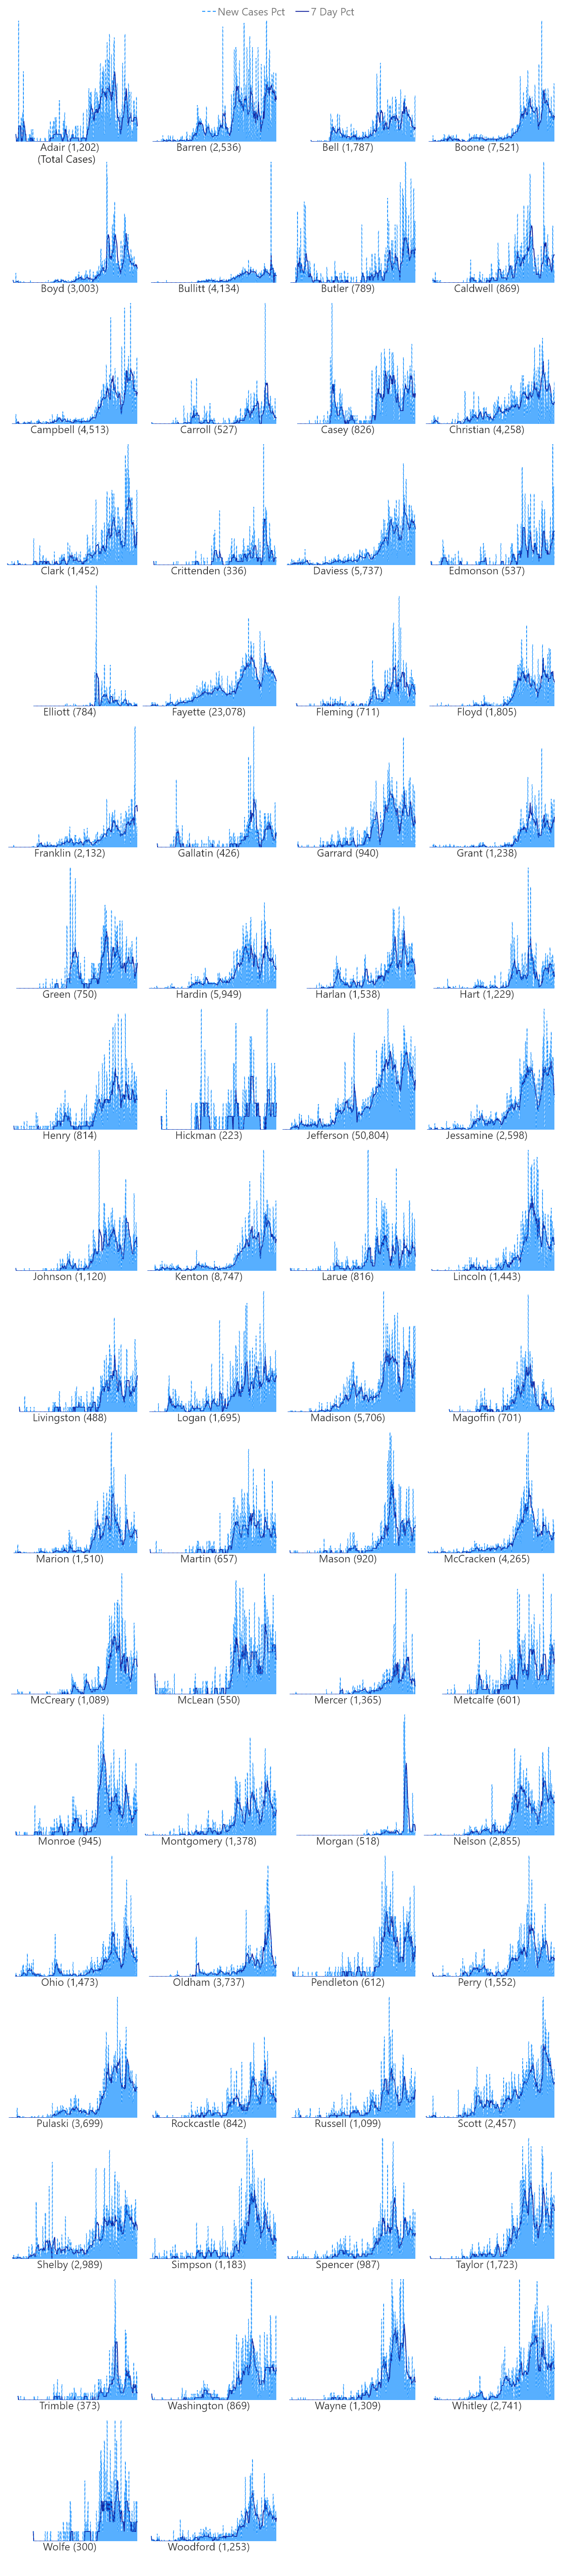 New Cases Pct 7 Day Pct
Adair (1,202) Barren (2,536) Bell (1,787) Boone (7,521)
(Total Cases)
Boyd (3,003) Bullitt (4,134) Butler (789) Caldwell (869)
Campbell (4,513) Carroll (527) Casey (826) Christian (4,258)
Clark (1,452) Crittenden (336) Daviess (5,737) Edmonson (537)
Elliott (784) Fayette (23,078) Fleming (711) Floyd (1,805)
Franklin (2,132) Gallatin (426) Garrard (940) Grant (1,238)
Green (750) Hardin (5,949) Harlan (1,538) Hart (1,229)
Henry (814) Hickman (223) Jefferson (50,804) Jessamine (2,598)
Johnson (1,120) Kenton (8,747) Larue (816) Lincoln (1,443)
Livingston (488) Logan (1,695) Madison (5,706) Magoffin (701)
Marion (1,510) Martin (657) Mason (920) McCracken (4,265)
McCreary (1,089) McLean (550) Mercer (1,365) Metcalfe (601)
Monroe (945) Montgomery (1,378) Morgan (518) Nelson (2,855)
Ohio (1,473) Oldham (3,737) Pendleton (612) Perry (1,552)
Pulaski (3,699) Rockcastle (842) Russell (1,099) Scott (2,457)
Shelby (2,989) Simpson (1,183) Spencer (987) Taylor (1,723)
Trimble (373) Washington (869) Wayne (1,309) Whitley (2,741)
Wolfe (300) Woodford (1,253)